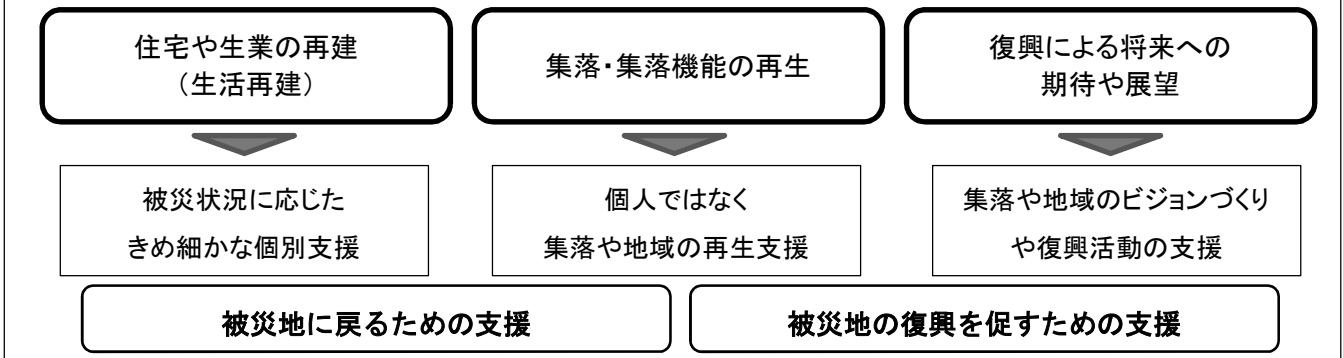 住宅や生業の再建
（生活再建）
集落・集落機能の再生
復興による将来への
期待や展望
被災状況に応じた
きめ細かな個別支援
個人ではなく
集落や地域の再生支援
集落や地域のビジョンづくり
や復興活動の支援
被災地に戻るための支援
被災地の復興を促すための支援